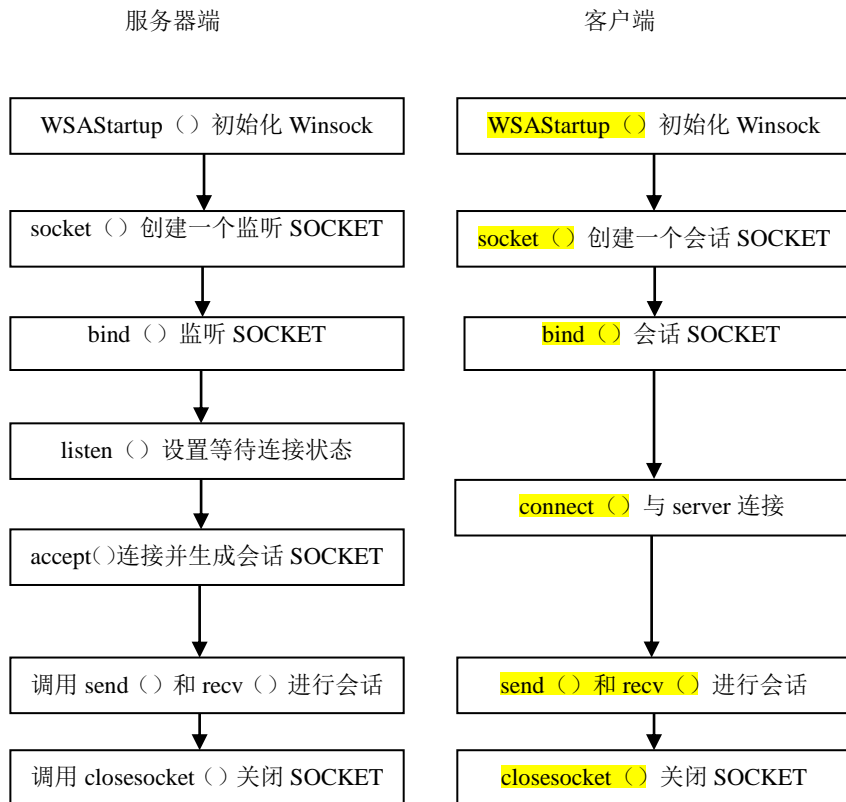 服务器端
客户端
WSAStartup（）初始化 Winsock
socket（）创建一个监听 SOCKET
bind（）监听 SOCKET
listen（）设置等待连接状态
accept()连接并生成会话 SOCKET
调用 send（）和 recv（）进行会话
调用 closesocket（）关闭 SOCKET
WSAStartup（）初始化 Winsock
socket（）创建一个会话 SOCKET
bind（）会话 SOCKET
connect（）与 server 连接
send（）和 recv（）进行会话
closesocket（）关闭 SOCKET